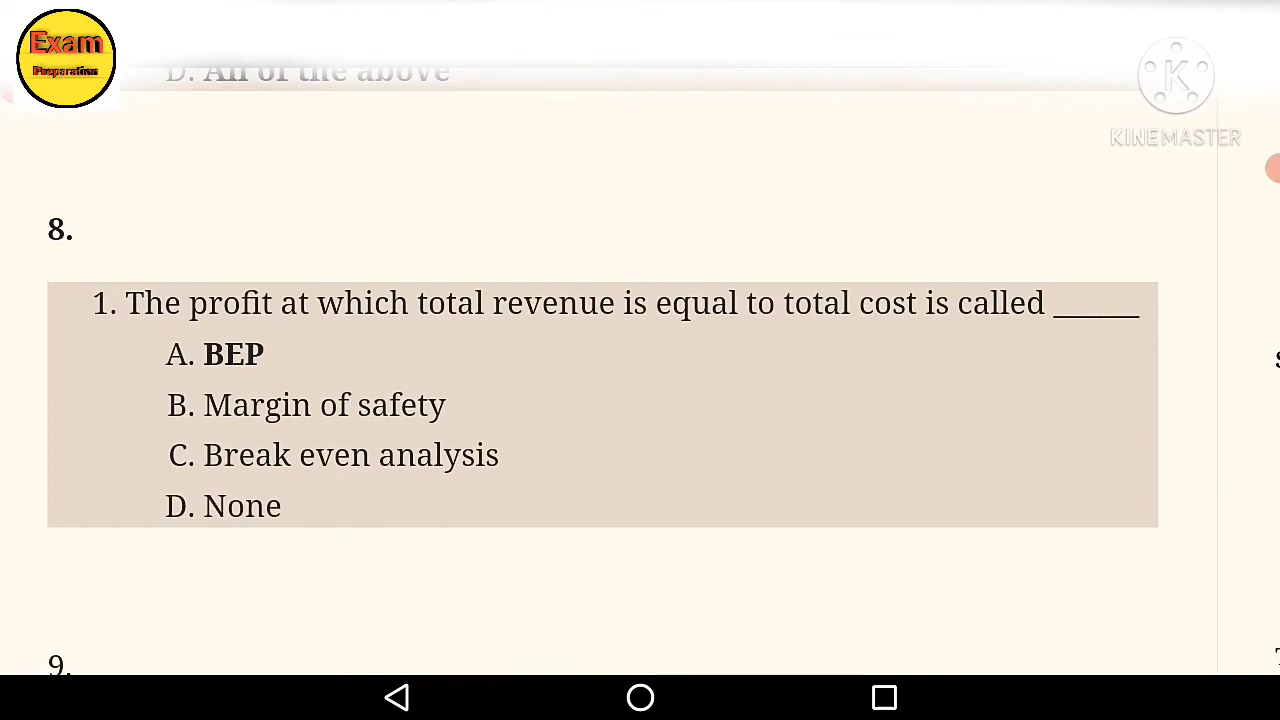 Exam
Preparation
D. All of the above
KINEMASTER
8.
1. The profit at which total revenue is equal to total cost is called ______
A. BEP
B. Margin of safety
C. Break even analysis
D. None
9.